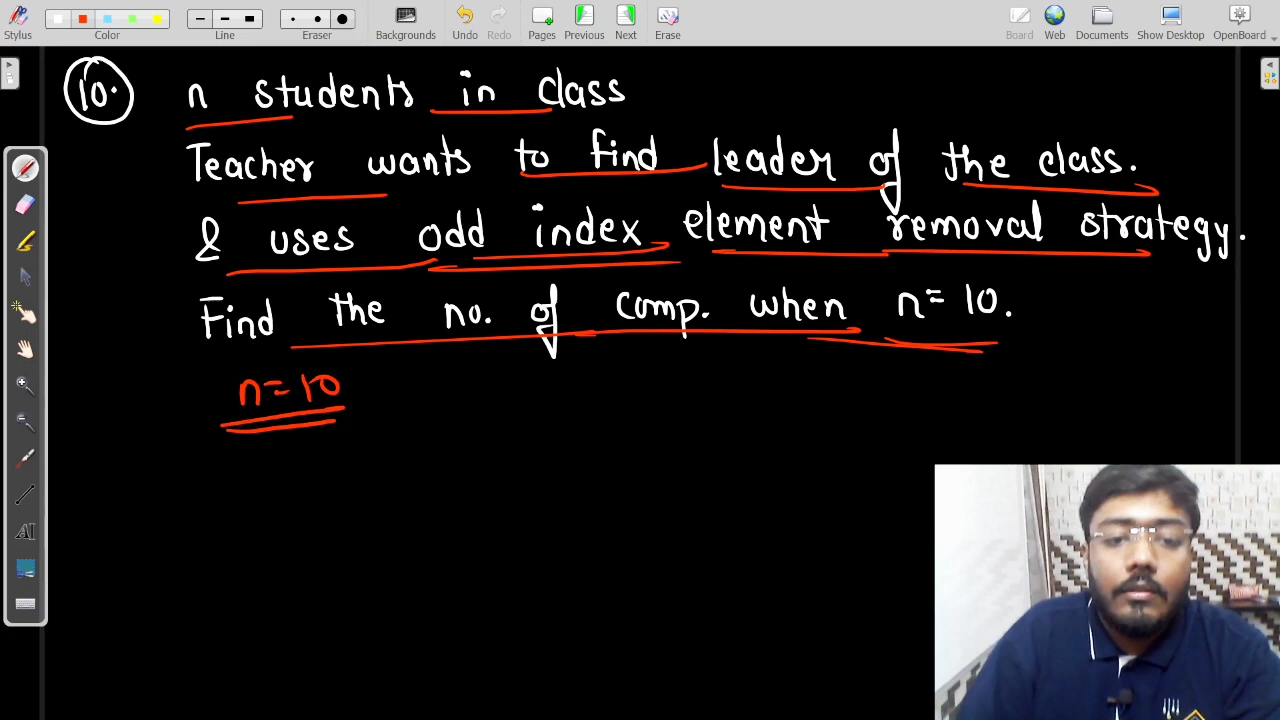 Stylus
Color
Line
Eraser
Backgrounds
Undo
Redo
Pages
Previous
Next
Erase
Board
Web
Documents
Show Desktop
OpenBoard
10. n students in class
Teacher wants to find leader of the class.
& uses odd index element removal strategy.
Find the no. of comp. when n=10.
n=10
AI